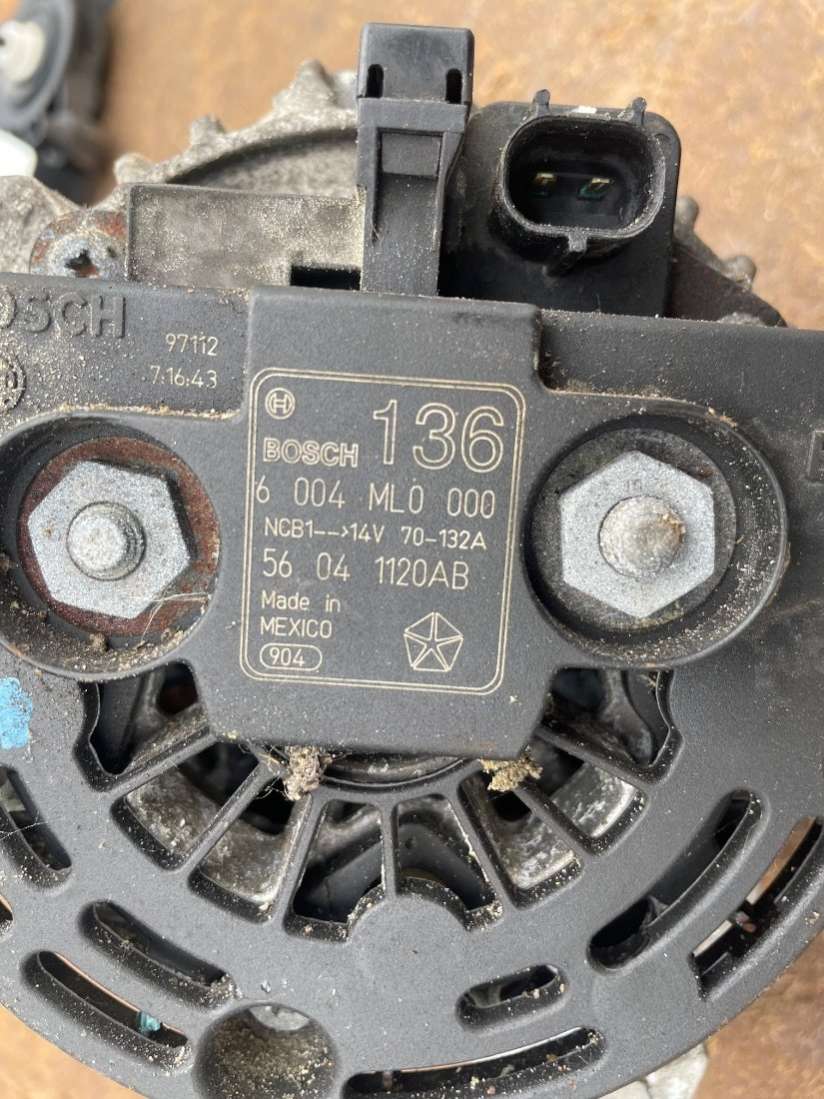 BOSCH
97112
7:16:43
BOSCH 136
6 004 ML0 000
NCB1-->14V 70-132A
56 04 1120AB
Made in
MEXICO
904